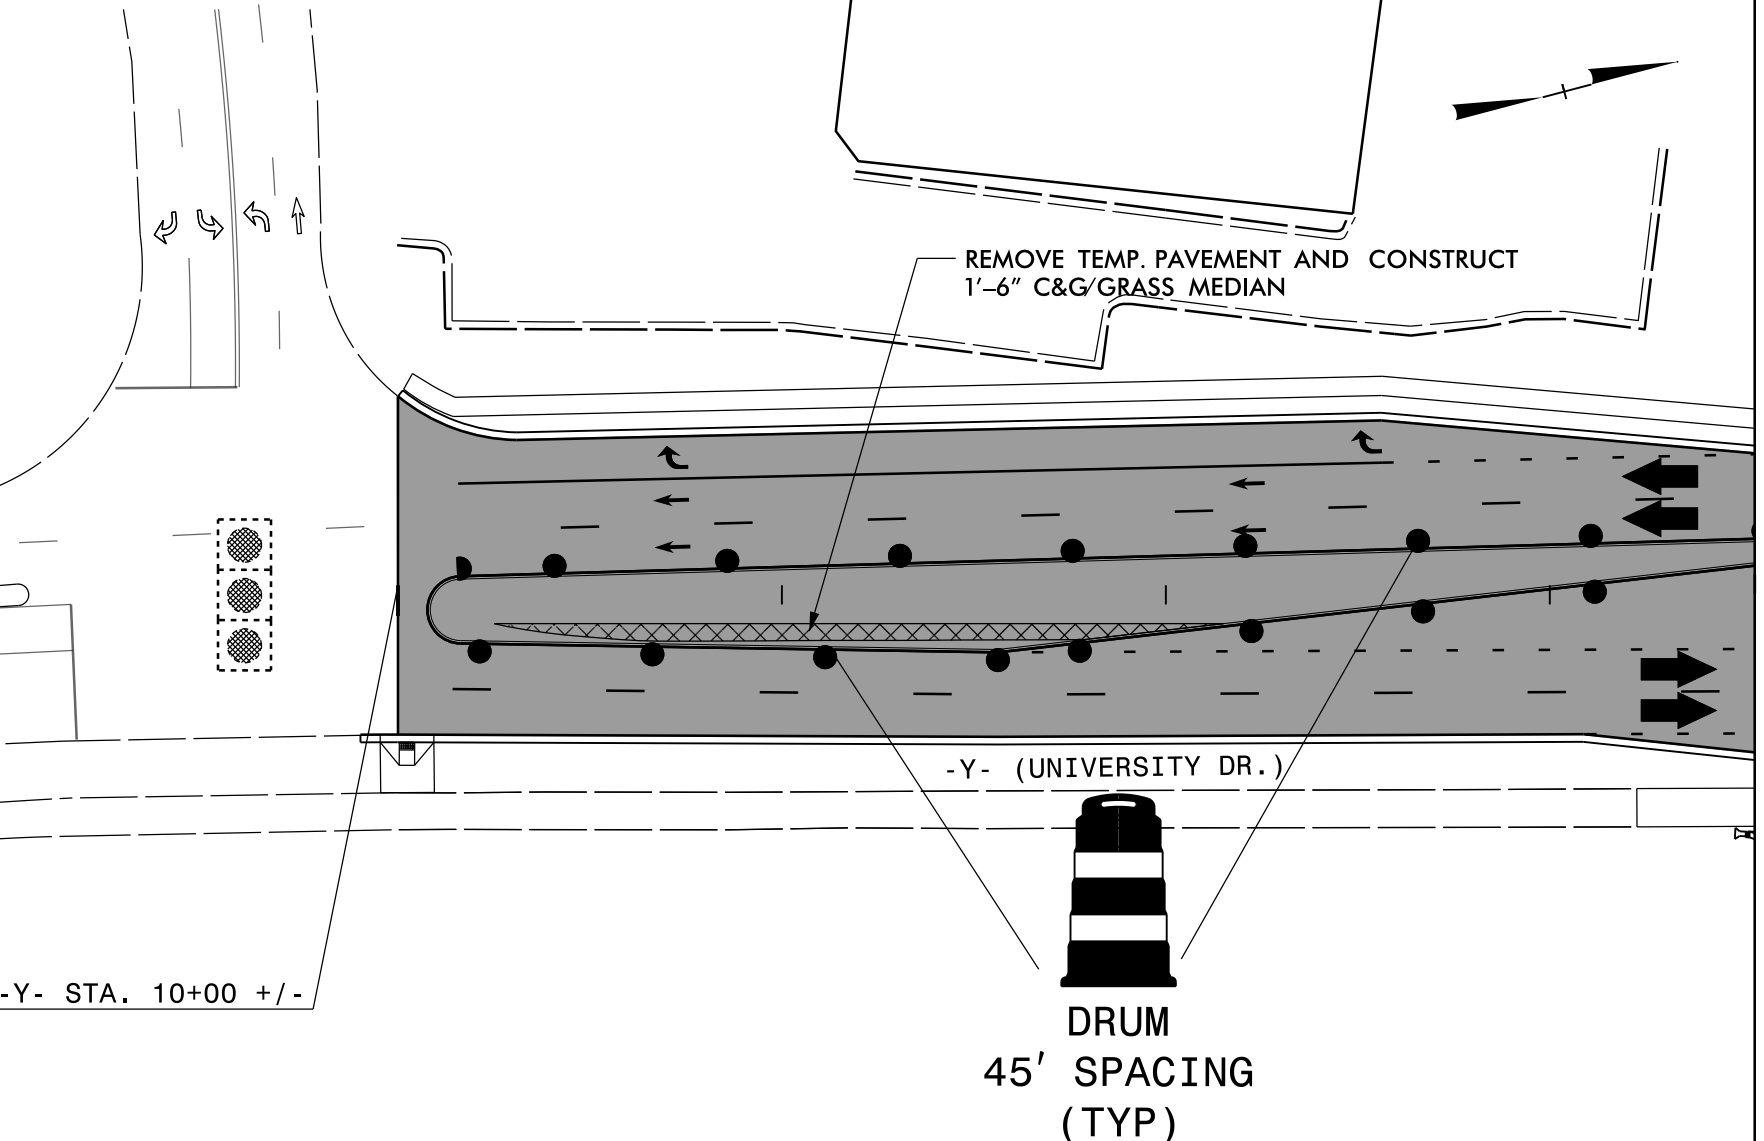 REMOVE TEMP. PAVEMENT AND CONSTRUCT
1'–6" C&G/GRASS MEDIAN
-Y- (UNIVERSITY DR.)
-Y- STA. 10+00 +/-
DRUM
45' SPACING
(TYP)